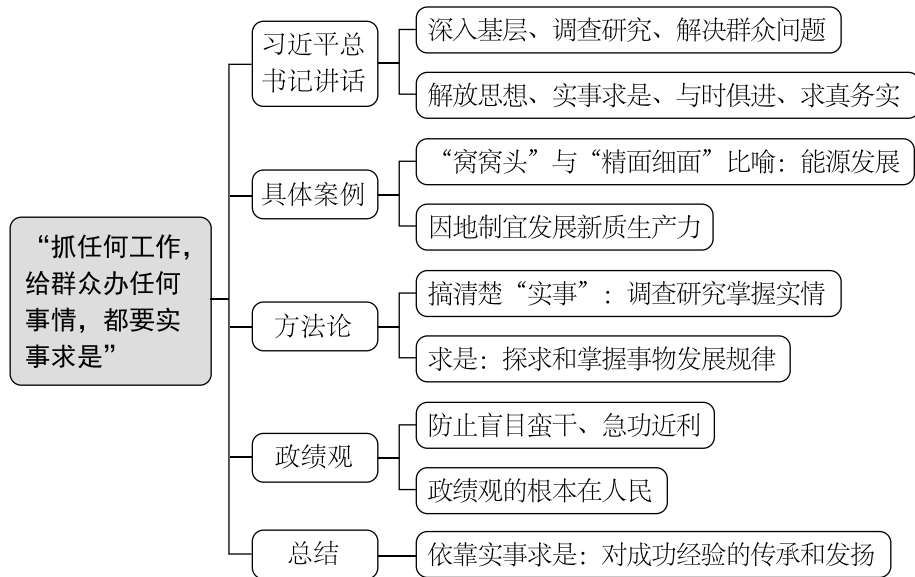 “抓任何工作，
给群众办任何
事情，都要实
事求是”
习近平总
书记讲话
深入基层、调查研究、解决群众问题
解放思想、实事求是、与时俱进、求真务实
具体案例
“窝窝头”与“精面细面”比喻：能源发展
因地制宜发展新质生产力
方法论
搞清楚“实事”：调查研究掌握实情
求是：探求和掌握事物发展规律
政绩观
防止盲目蛮干、急功近利
政绩观的根本在人民
总结
依靠实事求是：对成功经验的传承和发扬